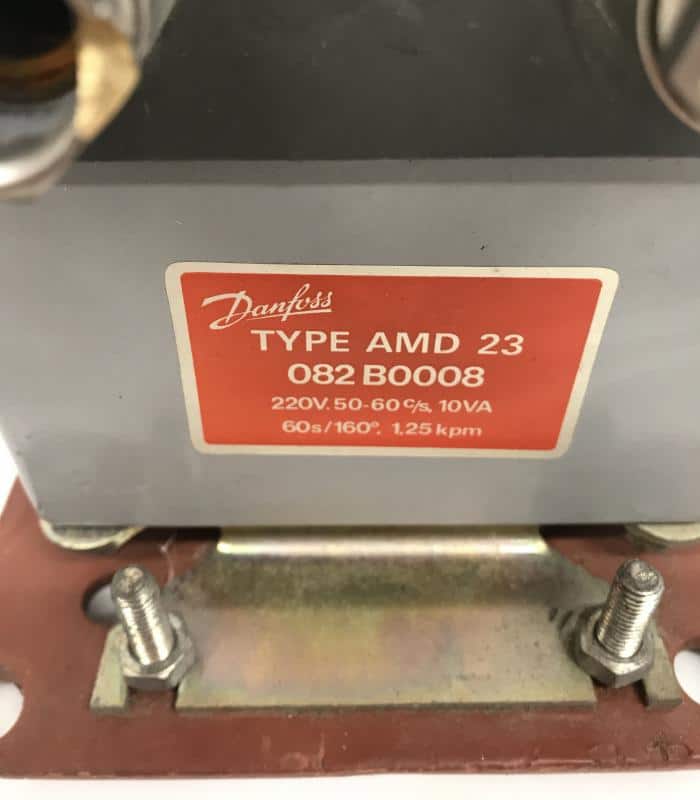 Danfoss
TYPE AMD 23
082 B0008
220V. 50-60 c/s, 10VA
60s/160°. 1,25 kpm